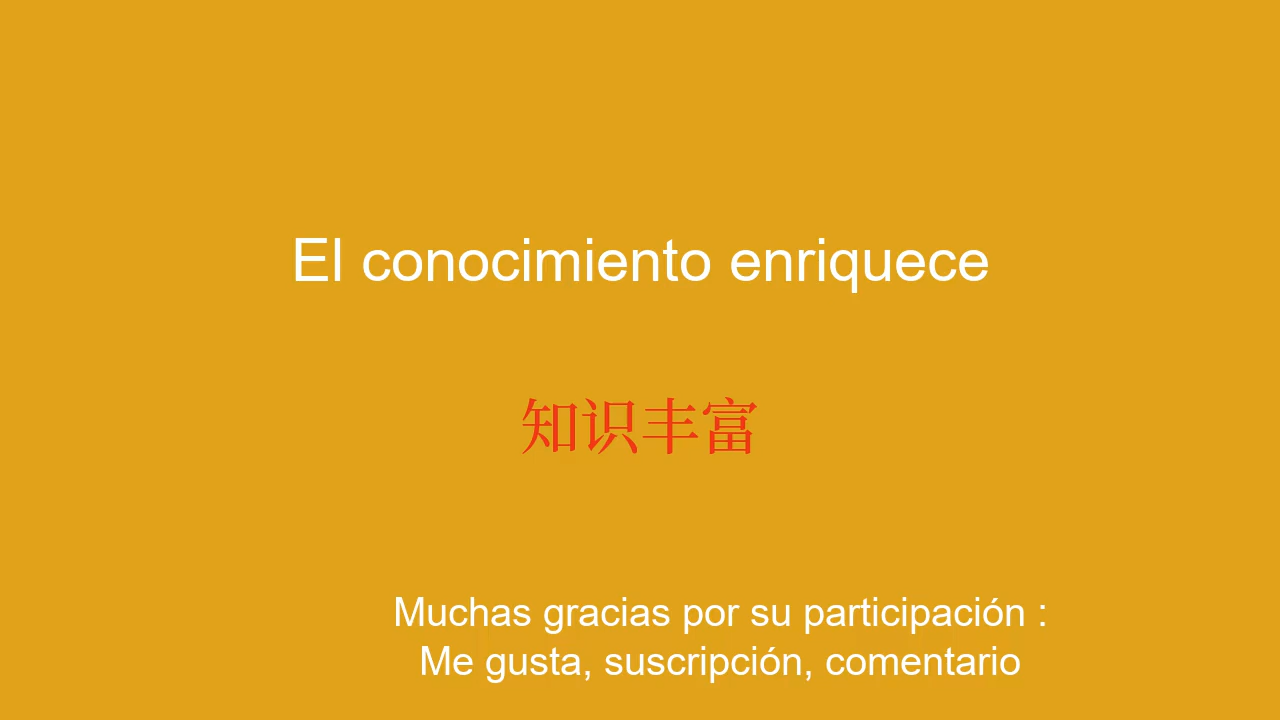 El conocimiento enriquece
知识丰富
Muchas gracias por su participación :
Me gusta, suscripción, comentario